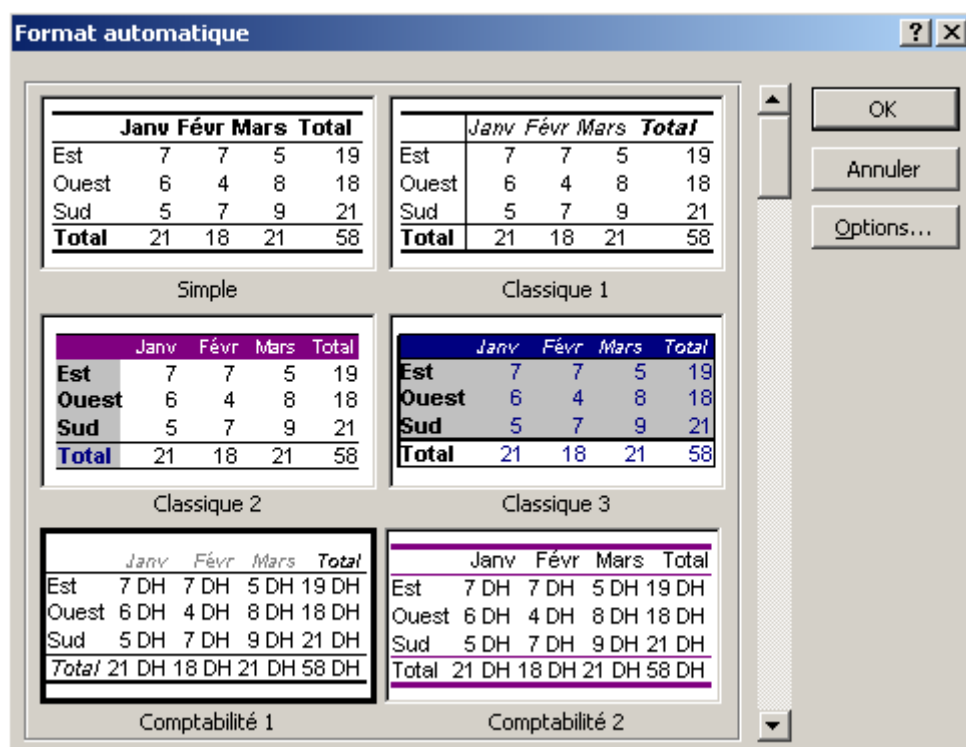 Format automatique
OK
Annuler
Options...
Janv Févr Mars Total
Est 7 7 5 19
Ouest 6 4 8 18
Sud 5 7 9 21
Total 21 18 21 58
Simple
Janv Févr Mars Total
Est 7 7 5 19
Ouest 6 4 8 18
Sud 5 7 9 21
Total 21 18 21 58
Classique 1
Janv Févr Mars Total
Est 7 7 5 19
Ouest 6 4 8 18
Sud 5 7 9 21
Total 21 18 21 58
Classique 2
Janv Févr Mars Total
Est 7 7 5 19
Ouest 6 4 8 18
Sud 5 7 9 21
Total 21 18 21 58
Classique 3
Janv Févr Mars Total
Est 7 DH 7 DH 5 DH 19 DH
Ouest 6 DH 4 DH 8 DH 18 DH
Sud 5 DH 7 DH 9 DH 21 DH
Total 21 DH 18 DH 21 DH 58 DH
Comptabilité 1
Janv Févr Mars Total
Est 7 DH 7 DH 5 DH 19 DH
Ouest 6 DH 4 DH 8 DH 18 DH
Sud 5 DH 7 DH 9 DH 21 DH
Total 21 DH 18 DH 21 DH 58 DH
Comptabilité 2